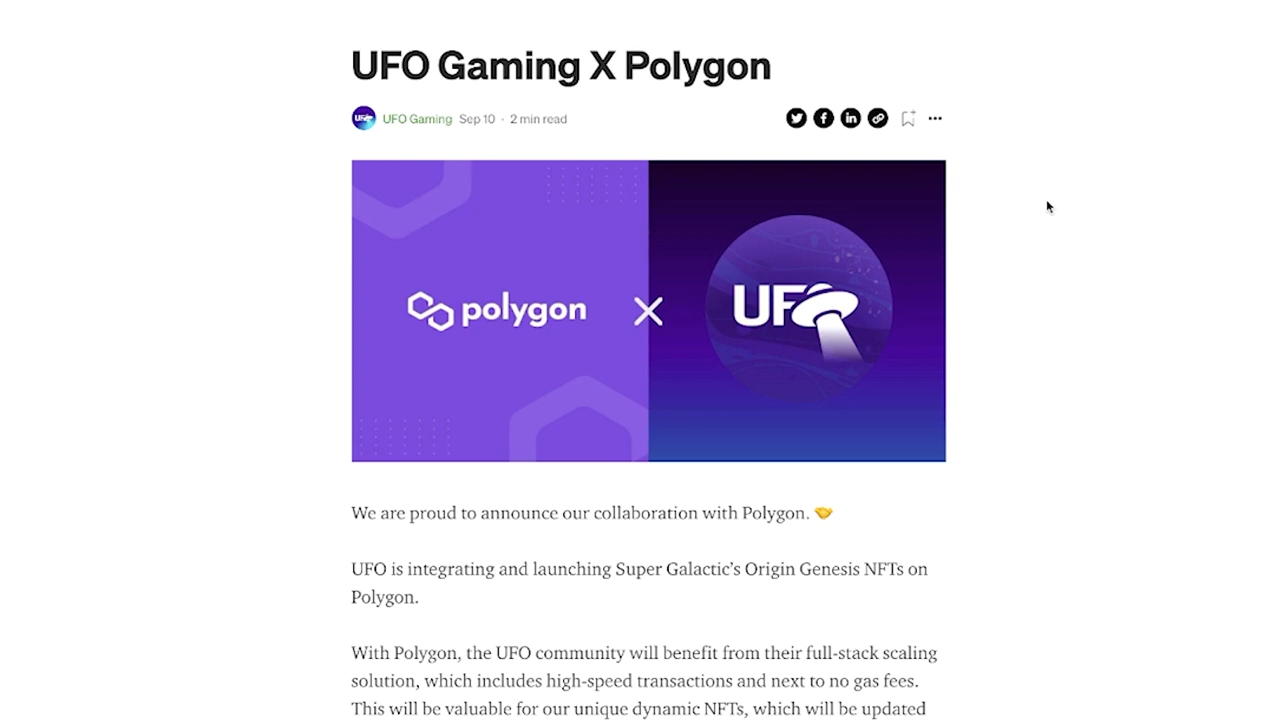 UFO Gaming X Polygon
UFO
UFO Gaming Sep 10 · 2 min read
polygon
UFO
We are proud to announce our collaboration with Polygon. 🤝
UFO is integrating and launching Super Galactic’s Origin Genesis NFTs on
Polygon.
With Polygon, the UFO community will benefit from their full-stack scaling
solution, which includes high-speed transactions and next to no gas fees.
This will be valuable for our unique dynamic NFTs, which will be updated